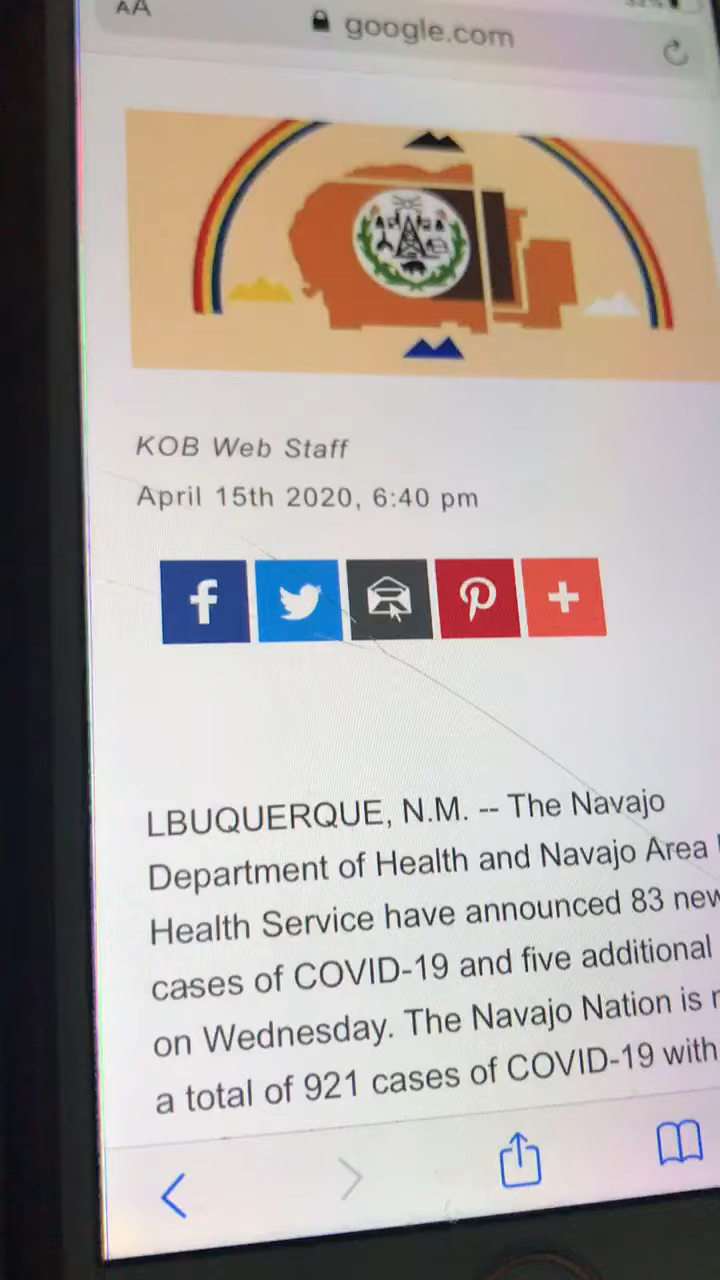 AA
google.com
KOB Web Staff
April 15th 2020, 6:40 pm
LBUQUERQUE, N.M. -- The Navajo
Department of Health and Navajo Area
Health Service have announced 83 new
cases of COVID-19 and five additional
on Wednesday. The Navajo Nation is
a total of 921 cases of COVID-19 with